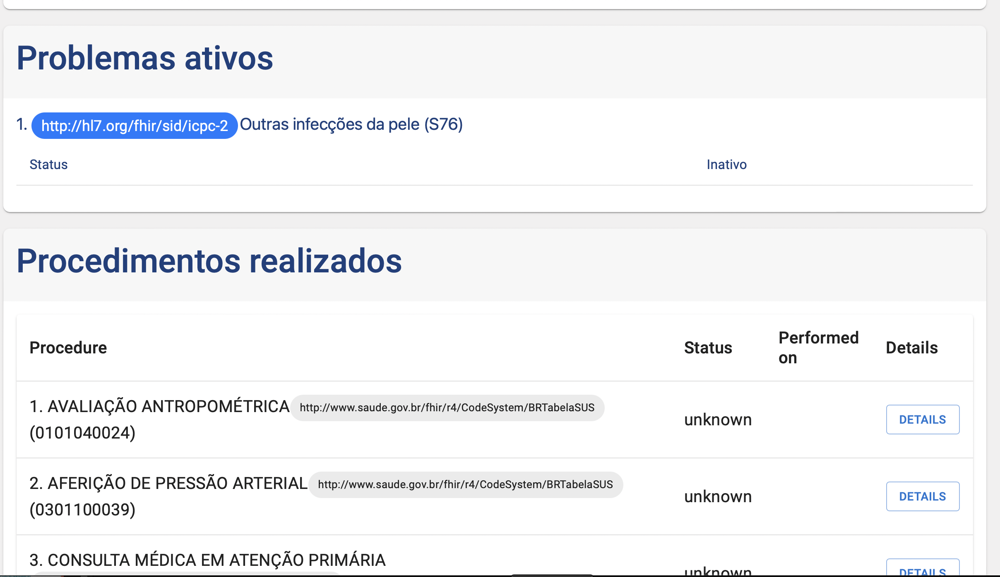 Problemas ativos
1. http://hl7.org/fhir/sid/icpc-2 Outras infecções da pele (S76)
Status Inativo
Procedimentos realizados
Procedure Status Performed on Details
1. AVALIAÇÃO ANTROPOMÉTRICA http://www.saude.gov.br/fhir/r4/CodeSystem/BRTabelaSUS
(0101040024)
unknown DETAILS
2. AFERIÇÃO DE PRESSÃO ARTERIAL http://www.saude.gov.br/fhir/r4/CodeSystem/BRTabelaSUS
(0301100039)
unknown DETAILS
3. CONSULTA MÉDICA EM ATENÇÃO PRIMÁRIA
unknown DETAILS